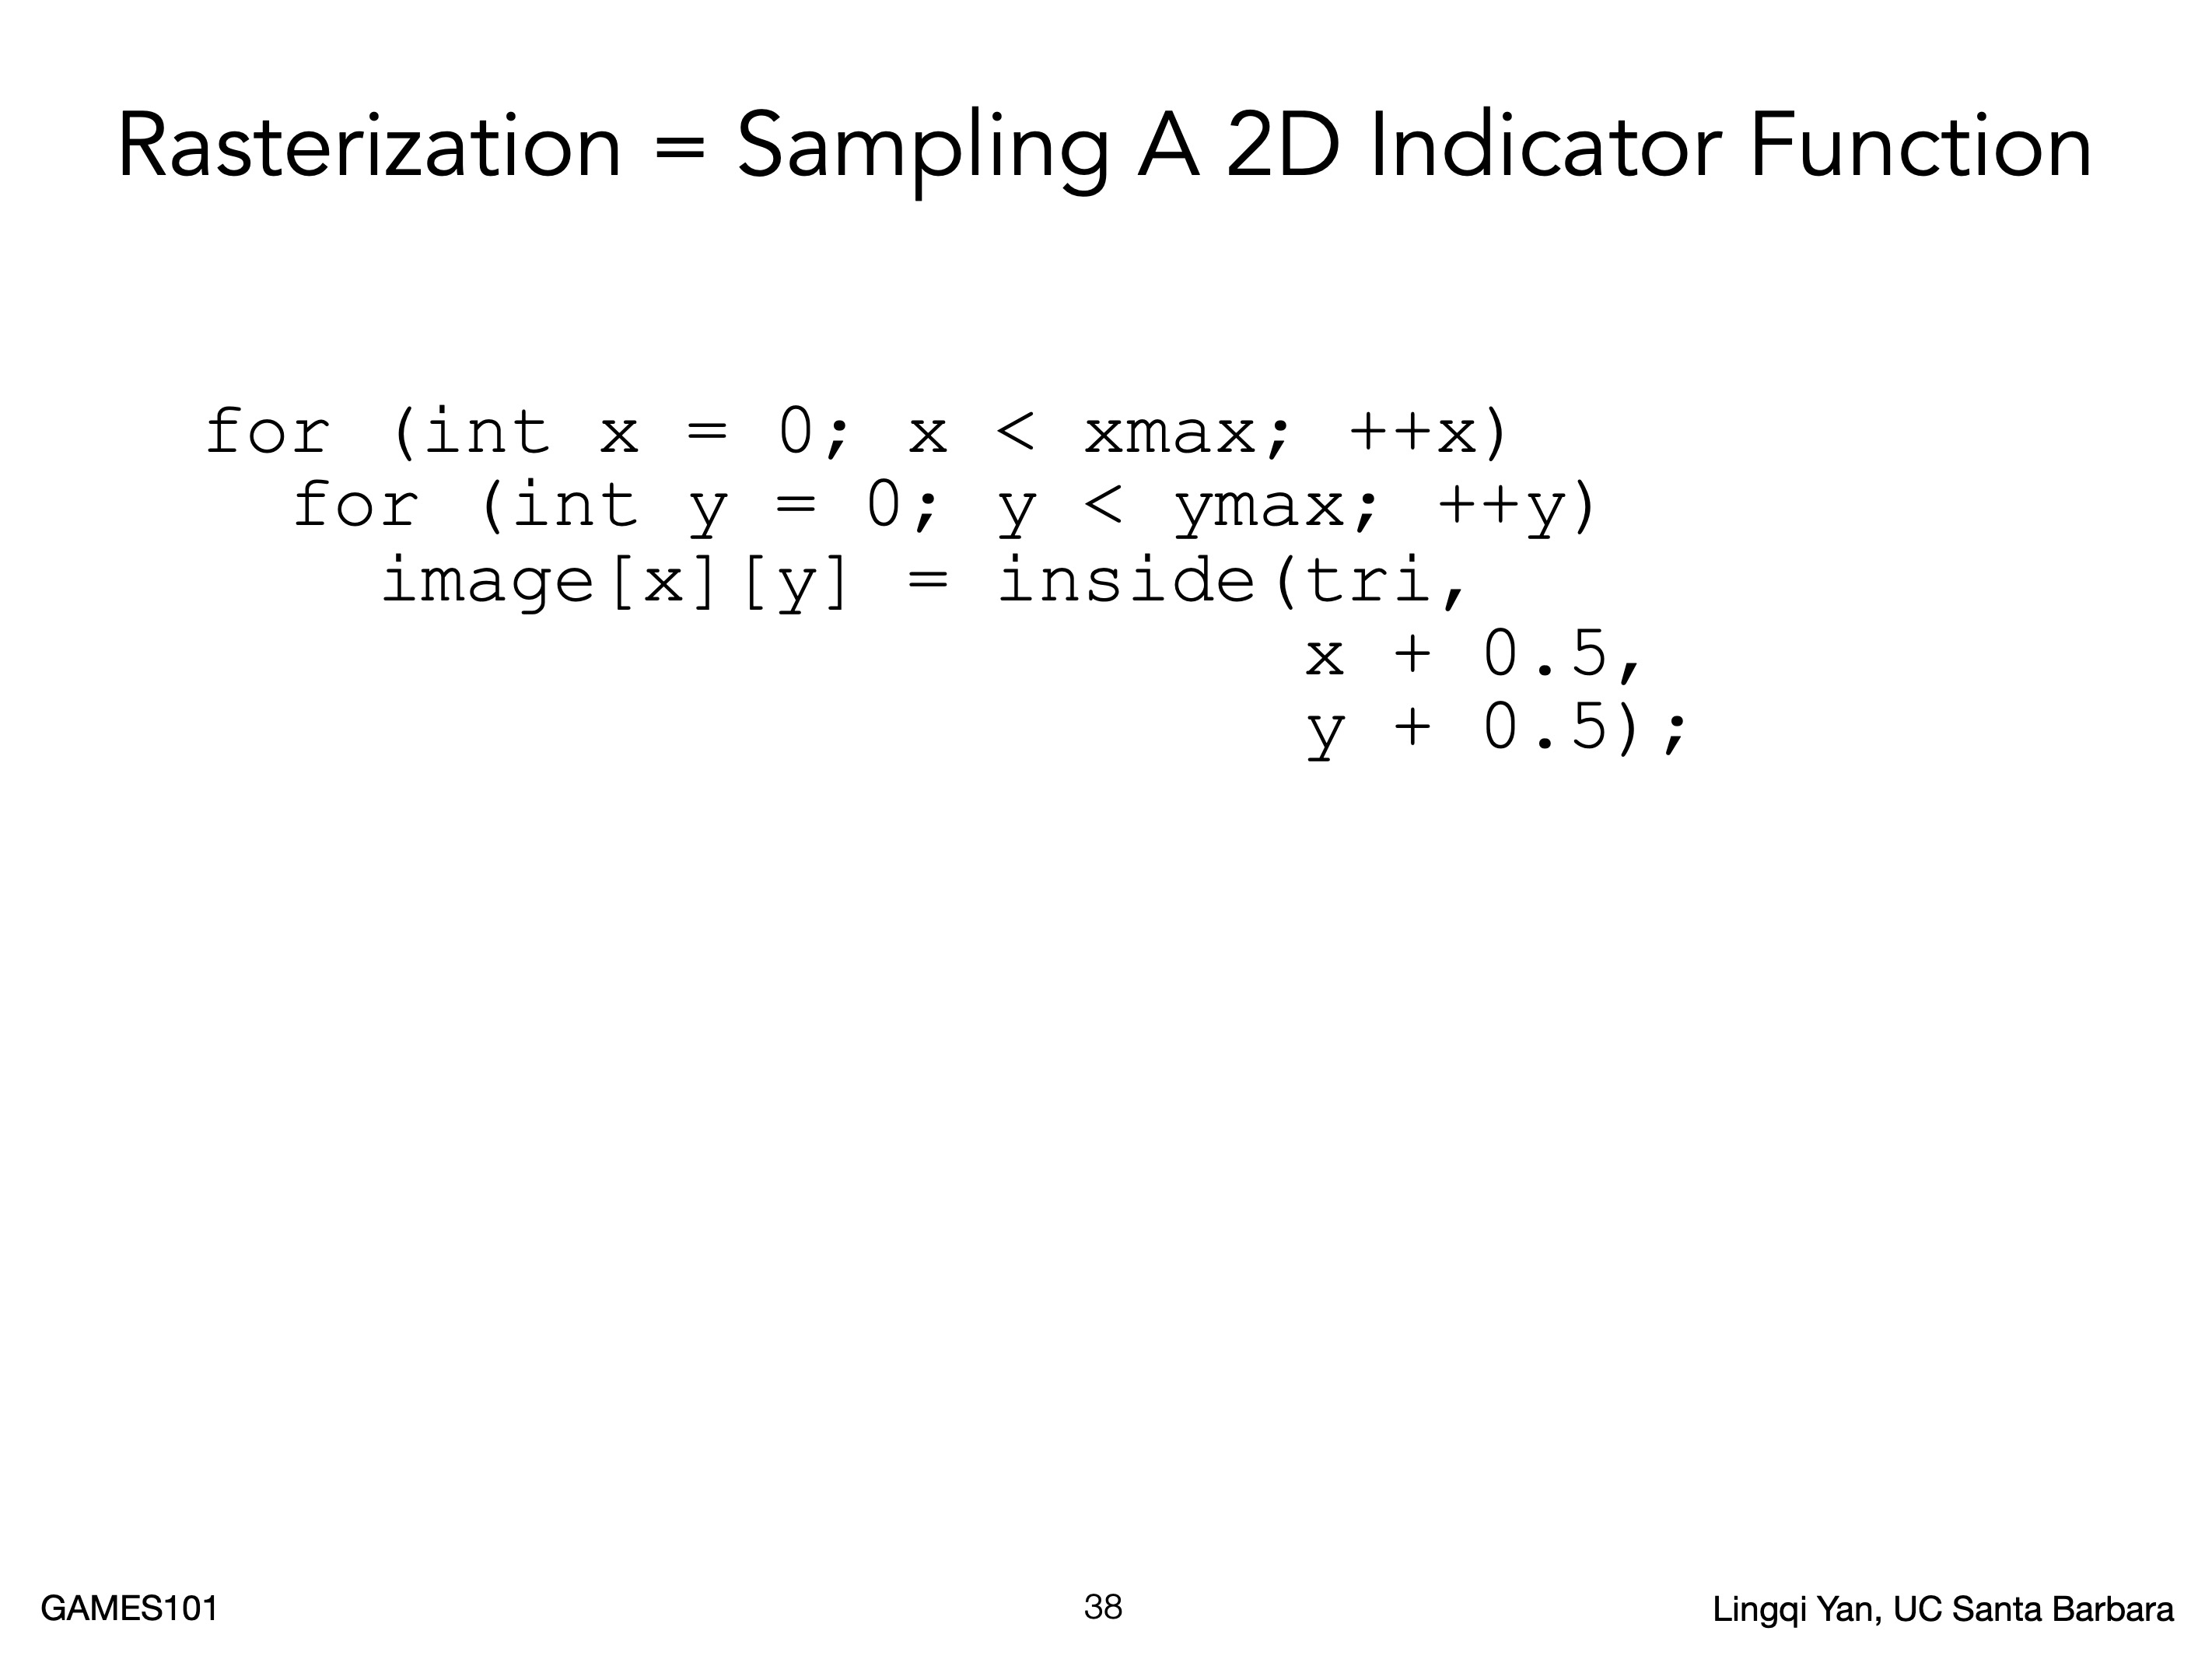 Rasterization = Sampling A 2D Indicator Function
for (int x = 0; x < xmax; ++x)
  for (int y = 0; y < ymax; ++y)
    image[x][y] = inside(tri,
                         x + 0.5,
                         y + 0.5);
GAMES101
38
Lingqi Yan, UC Santa Barbara